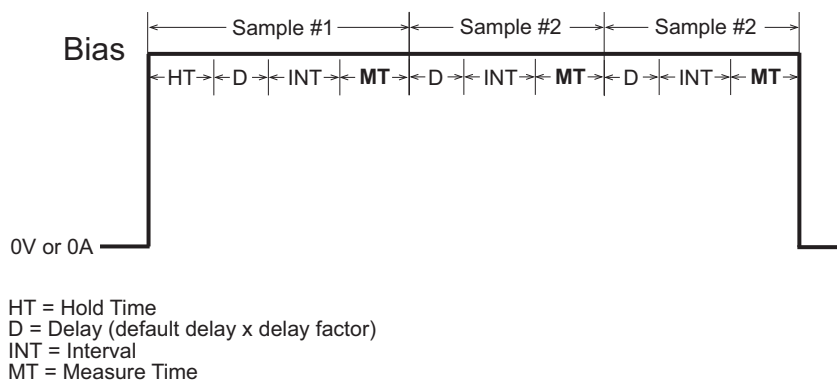 Sample #1 Sample #2 Sample #2
Bias
HT D INT MT D INT MT D INT MT
0V or 0A
HT = Hold Time
D = Delay (default delay x delay factor)
INT = Interval
MT = Measure Time